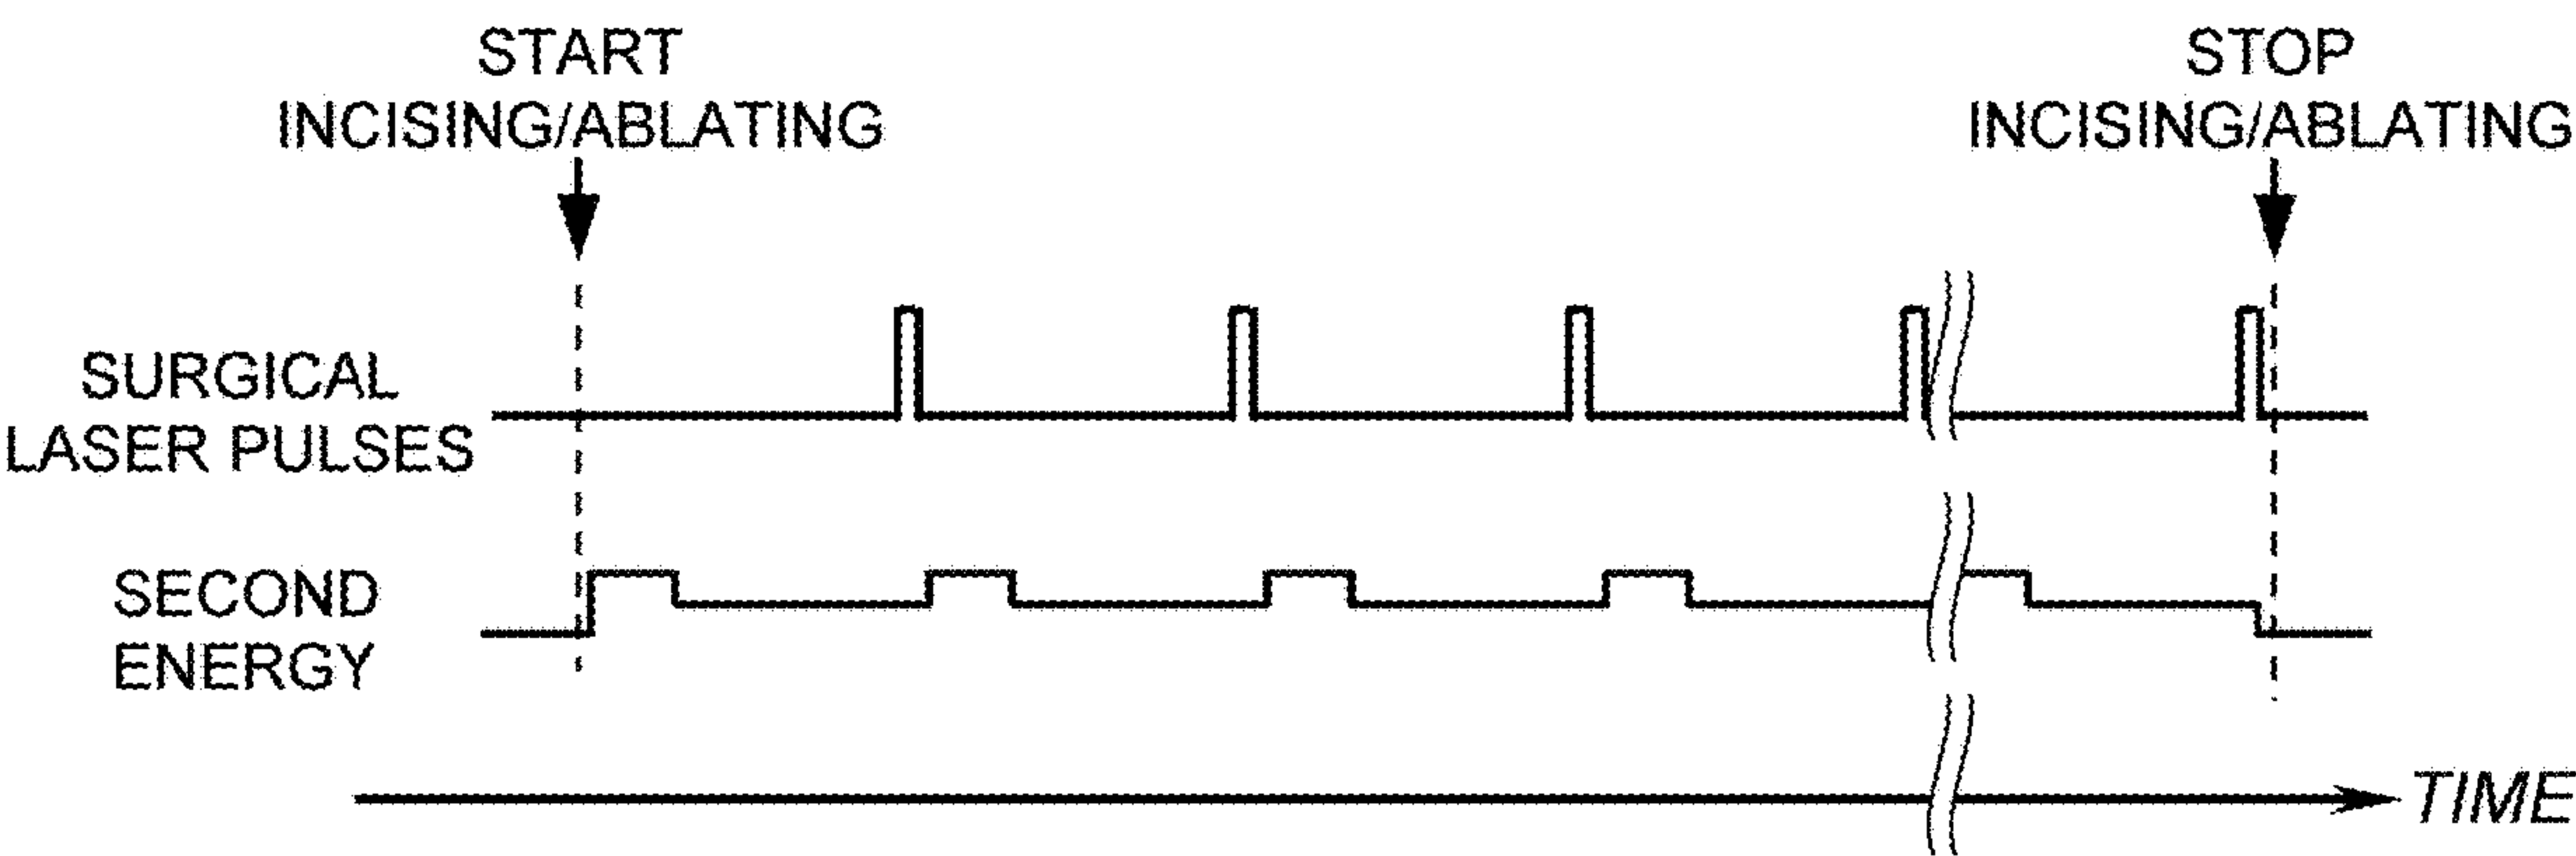 START
INCISING/ABLATING
STOP
INCISING/ABLATING
SURGICAL
LASER PULSES
SECOND
ENERGY
TIME